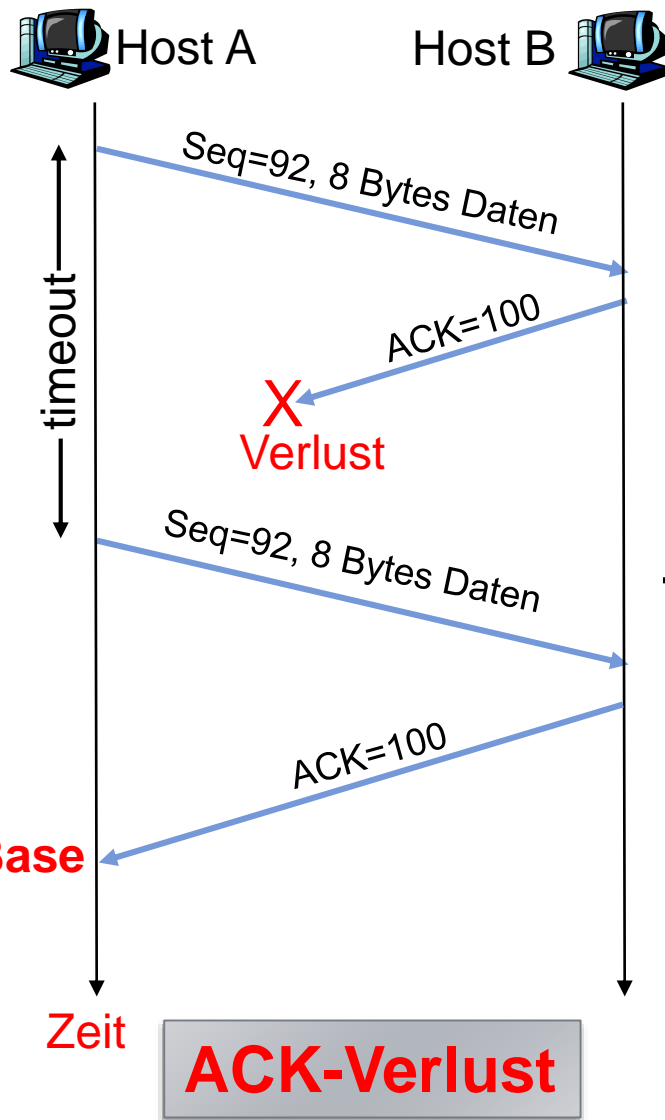 Host A
Host B
Seq=92, 8 Bytes Daten
timeout
ACK=100
X
Verlust
Seq=92, 8 Bytes Daten
ACK=100
Base
Zeit
ACK-Verlust